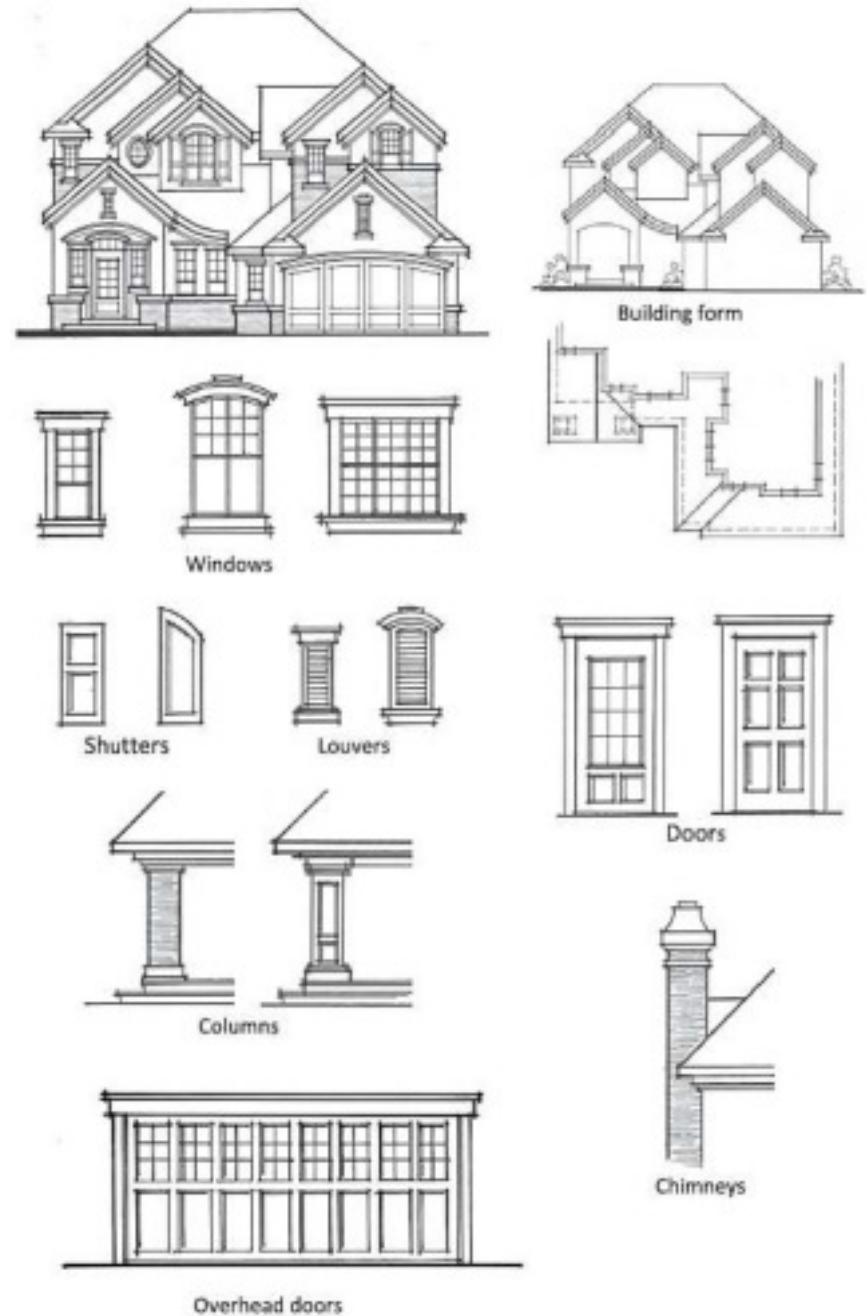 Building form
Windows
Shutters
Louvers
Doors
Columns
Chimneys
Overhead doors